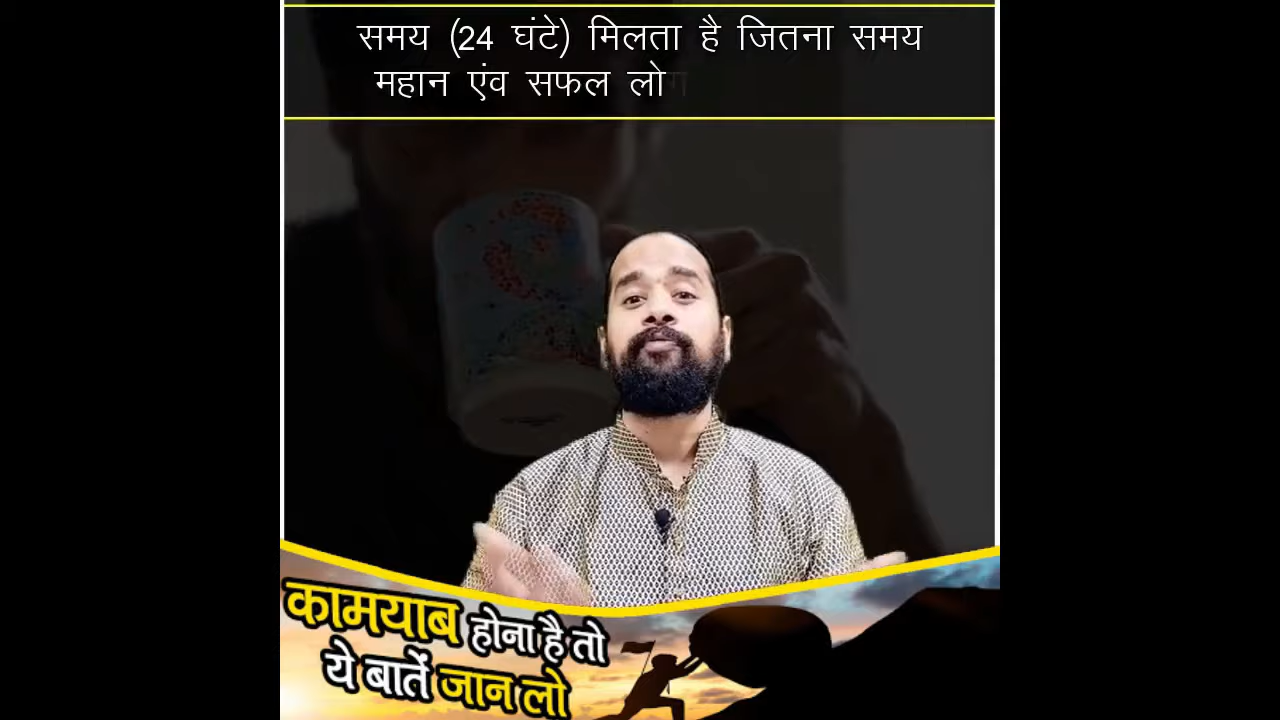 समय (24 घंटे) मिलता है जितना समय
महान एंव सफल लोग
कामयाब होना है तो
ये बातें जान लो